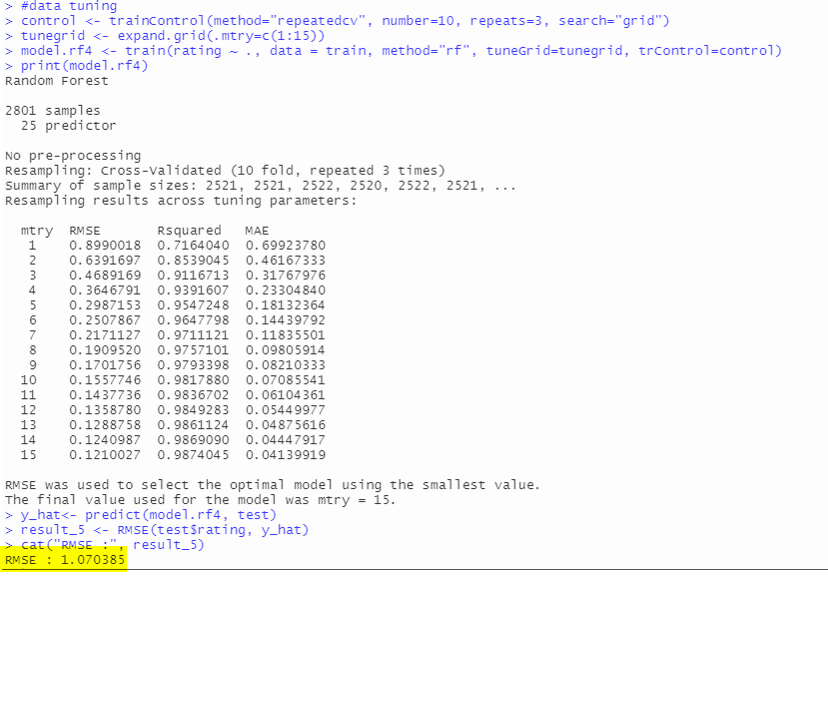 > #data tuning
> control <- trainControl(method="repeatedcv", number=10, repeats=3, search="grid")
> tunegrid <- expand.grid(.mtry=c(1:15))
> model.rf4 <- train(rating ~ ., data = train, method="rf", tuneGrid=tunegrid, trControl=control)
> print(model.rf4)
Random Forest
2801 samples
25 predictor
No pre-processing
Resampling: Cross-Validated (10 fold, repeated 3 times)
Summary of sample sizes: 2521, 2521, 2522, 2520, 2522, 2521, ...
Resampling results across tuning parameters:
mtry RMSE Rsquared MAE
1 0.8990018 0.7164040 0.69923780
2 0.6391697 0.8539045 0.46167333
3 0.4689169 0.9116713 0.31767976
4 0.3646791 0.9391607 0.23304840
5 0.2987153 0.9547248 0.18132364
6 0.2507867 0.9647798 0.14439792
7 0.2171127 0.9711121 0.11835501
8 0.1909520 0.9757101 0.09805914
9 0.1701756 0.9793398 0.08210333
10 0.1557746 0.9817880 0.07085541
11 0.1437736 0.9836702 0.06104361
12 0.1358780 0.9849283 0.05449977
13 0.1288758 0.9861124 0.04875616
14 0.1240987 0.9869090 0.04447917
15 0.1210027 0.9874045 0.04139919
RMSE was used to select the optimal model using the smallest value.
The final value used for the model was mtry = 15.
> y_hat<- predict(model.rf4, test)
> result_5 <- RMSE(test$rating, y_hat)
> cat("RMSE :", result_5)
RMSE : 1.070385